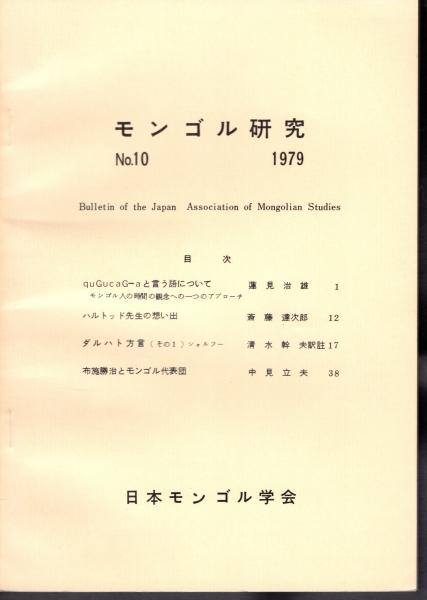 モンゴル研究
No.10 1979
Bulletin of the Japan Association of Mongolian Studies
目次
quGucaG-aと言う語について 蓮見治雄 1
モンゴル人の時間の観念への一つのアプローチ
ハルトッド先生の想い出 斎藤達次郎 12
ダルハト方言(その1)シャルフー 清水幹夫訳註 17
布施勝治とモンゴル代表団 中見立夫 38
日本モンゴル学会